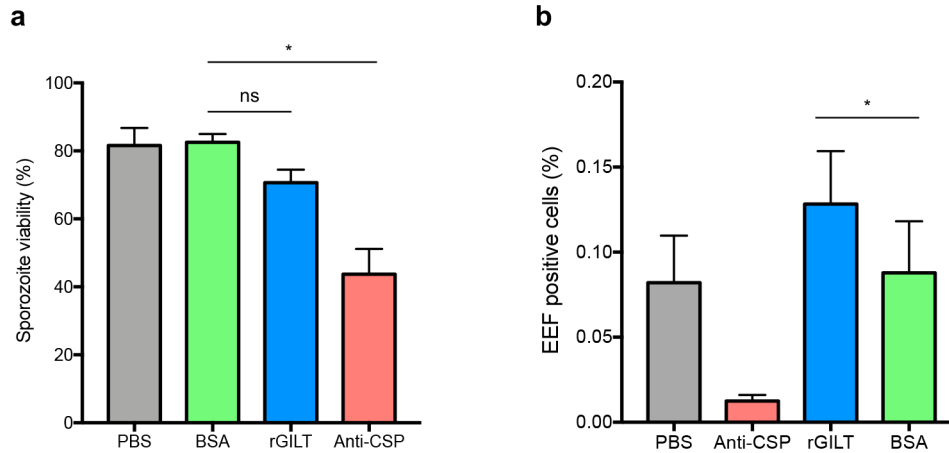 a
*
ns
100
80
60
40
20
0
Sporozoite viability (%)
PBS BSA rGILT Anti-CSP
b
*
0.20
0.15
0.10
0.05
0.00
EEF positive cells (%)
PBS Anti-CSP rGILT BSA